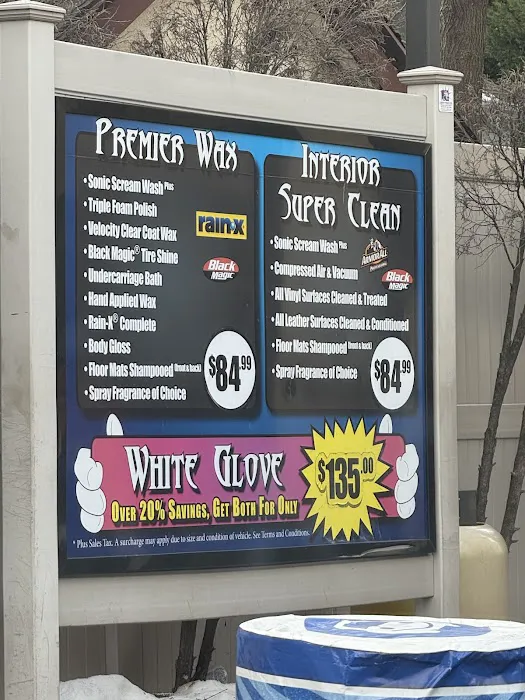 PREMIER WAX
• Sonic Scream Wash Plus
• Triple Foam Polish
• Velocity Clear Coat Wax
• Black Magic® Tire Shine
• Undercarriage Bath
• Hand Applied Wax
• Rain-X® Complete
• Body Gloss
• Floor Mats Shampooed (front & back)
• Spray Fragrance of Choice
rain-x
Black
MAGIC
$84.99
INTERIOR
SUPER CLEAN
• Sonic Scream Wash Plus
• Compressed Air & Vacuum
• All Vinyl Surfaces Cleaned & Treated
• All Leather Surfaces Cleaned & Conditioned
• Floor Mats Shampooed (front & back)
• Spray Fragrance of Choice
ARMORALL
Black
MAGIC
$84.99
WHITE GLOVE
OVER 20% SAVINGS, GET BOTH FOR ONLY
$135.00
* Plus Sales Tax. A surcharge may apply due to size and condition of vehicle. See Terms and Conditions.